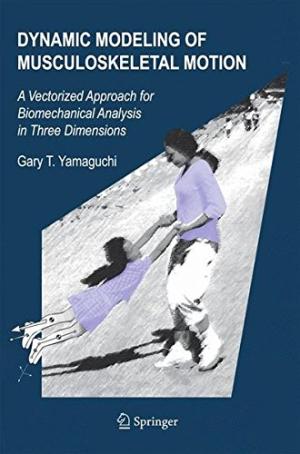 DYNAMIC MODELING OF
MUSCULOSKELETAL MOTION
A Vectorized Approach for
Biomechanical Analysis
in Three Dimensions
Gary T. Yamaguchi
Springer